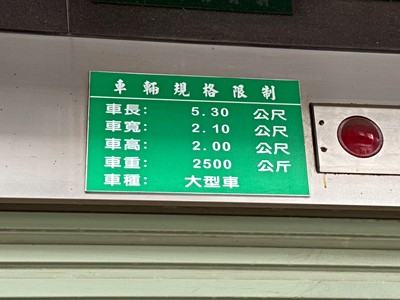 車輛規格限制
車長: 5.30 公尺
車寬: 2.10 公尺
車高: 2.00 公尺
車重: 2500 公斤
車種: 大型車